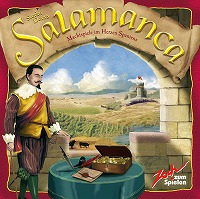 Salamanca
Machtspiele im Herzen Spaniens
Zoch
zum
Spielen